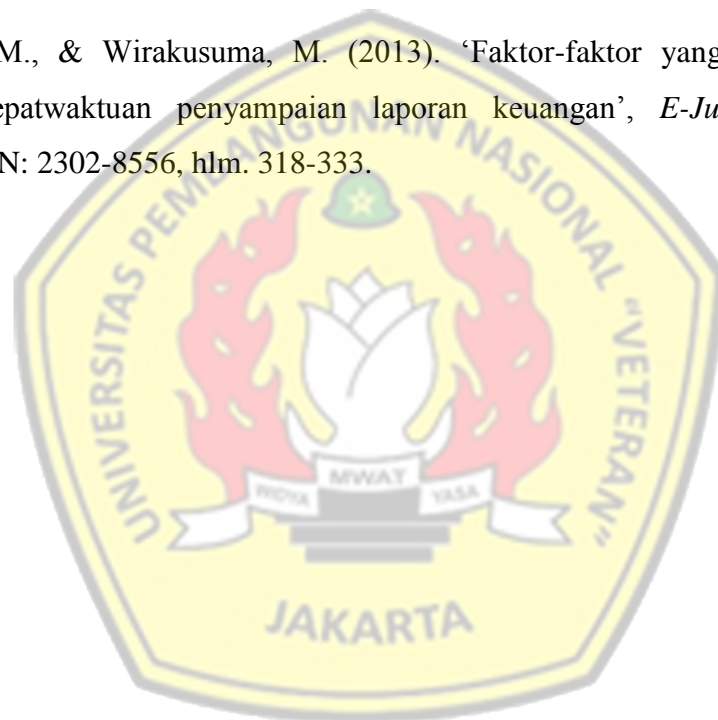 M., & Wirakusuma, M. (2013). ‘Faktor-faktor yang
epatwaktuan penyampaian laporan keuangan’, E-Ju
N: 2302-8556, hlm. 318-333.
UNIVERSITAS PEMBANGUNAN NASIONAL "VETERAN"
WIDYA MWAT YASA
JAKARTA